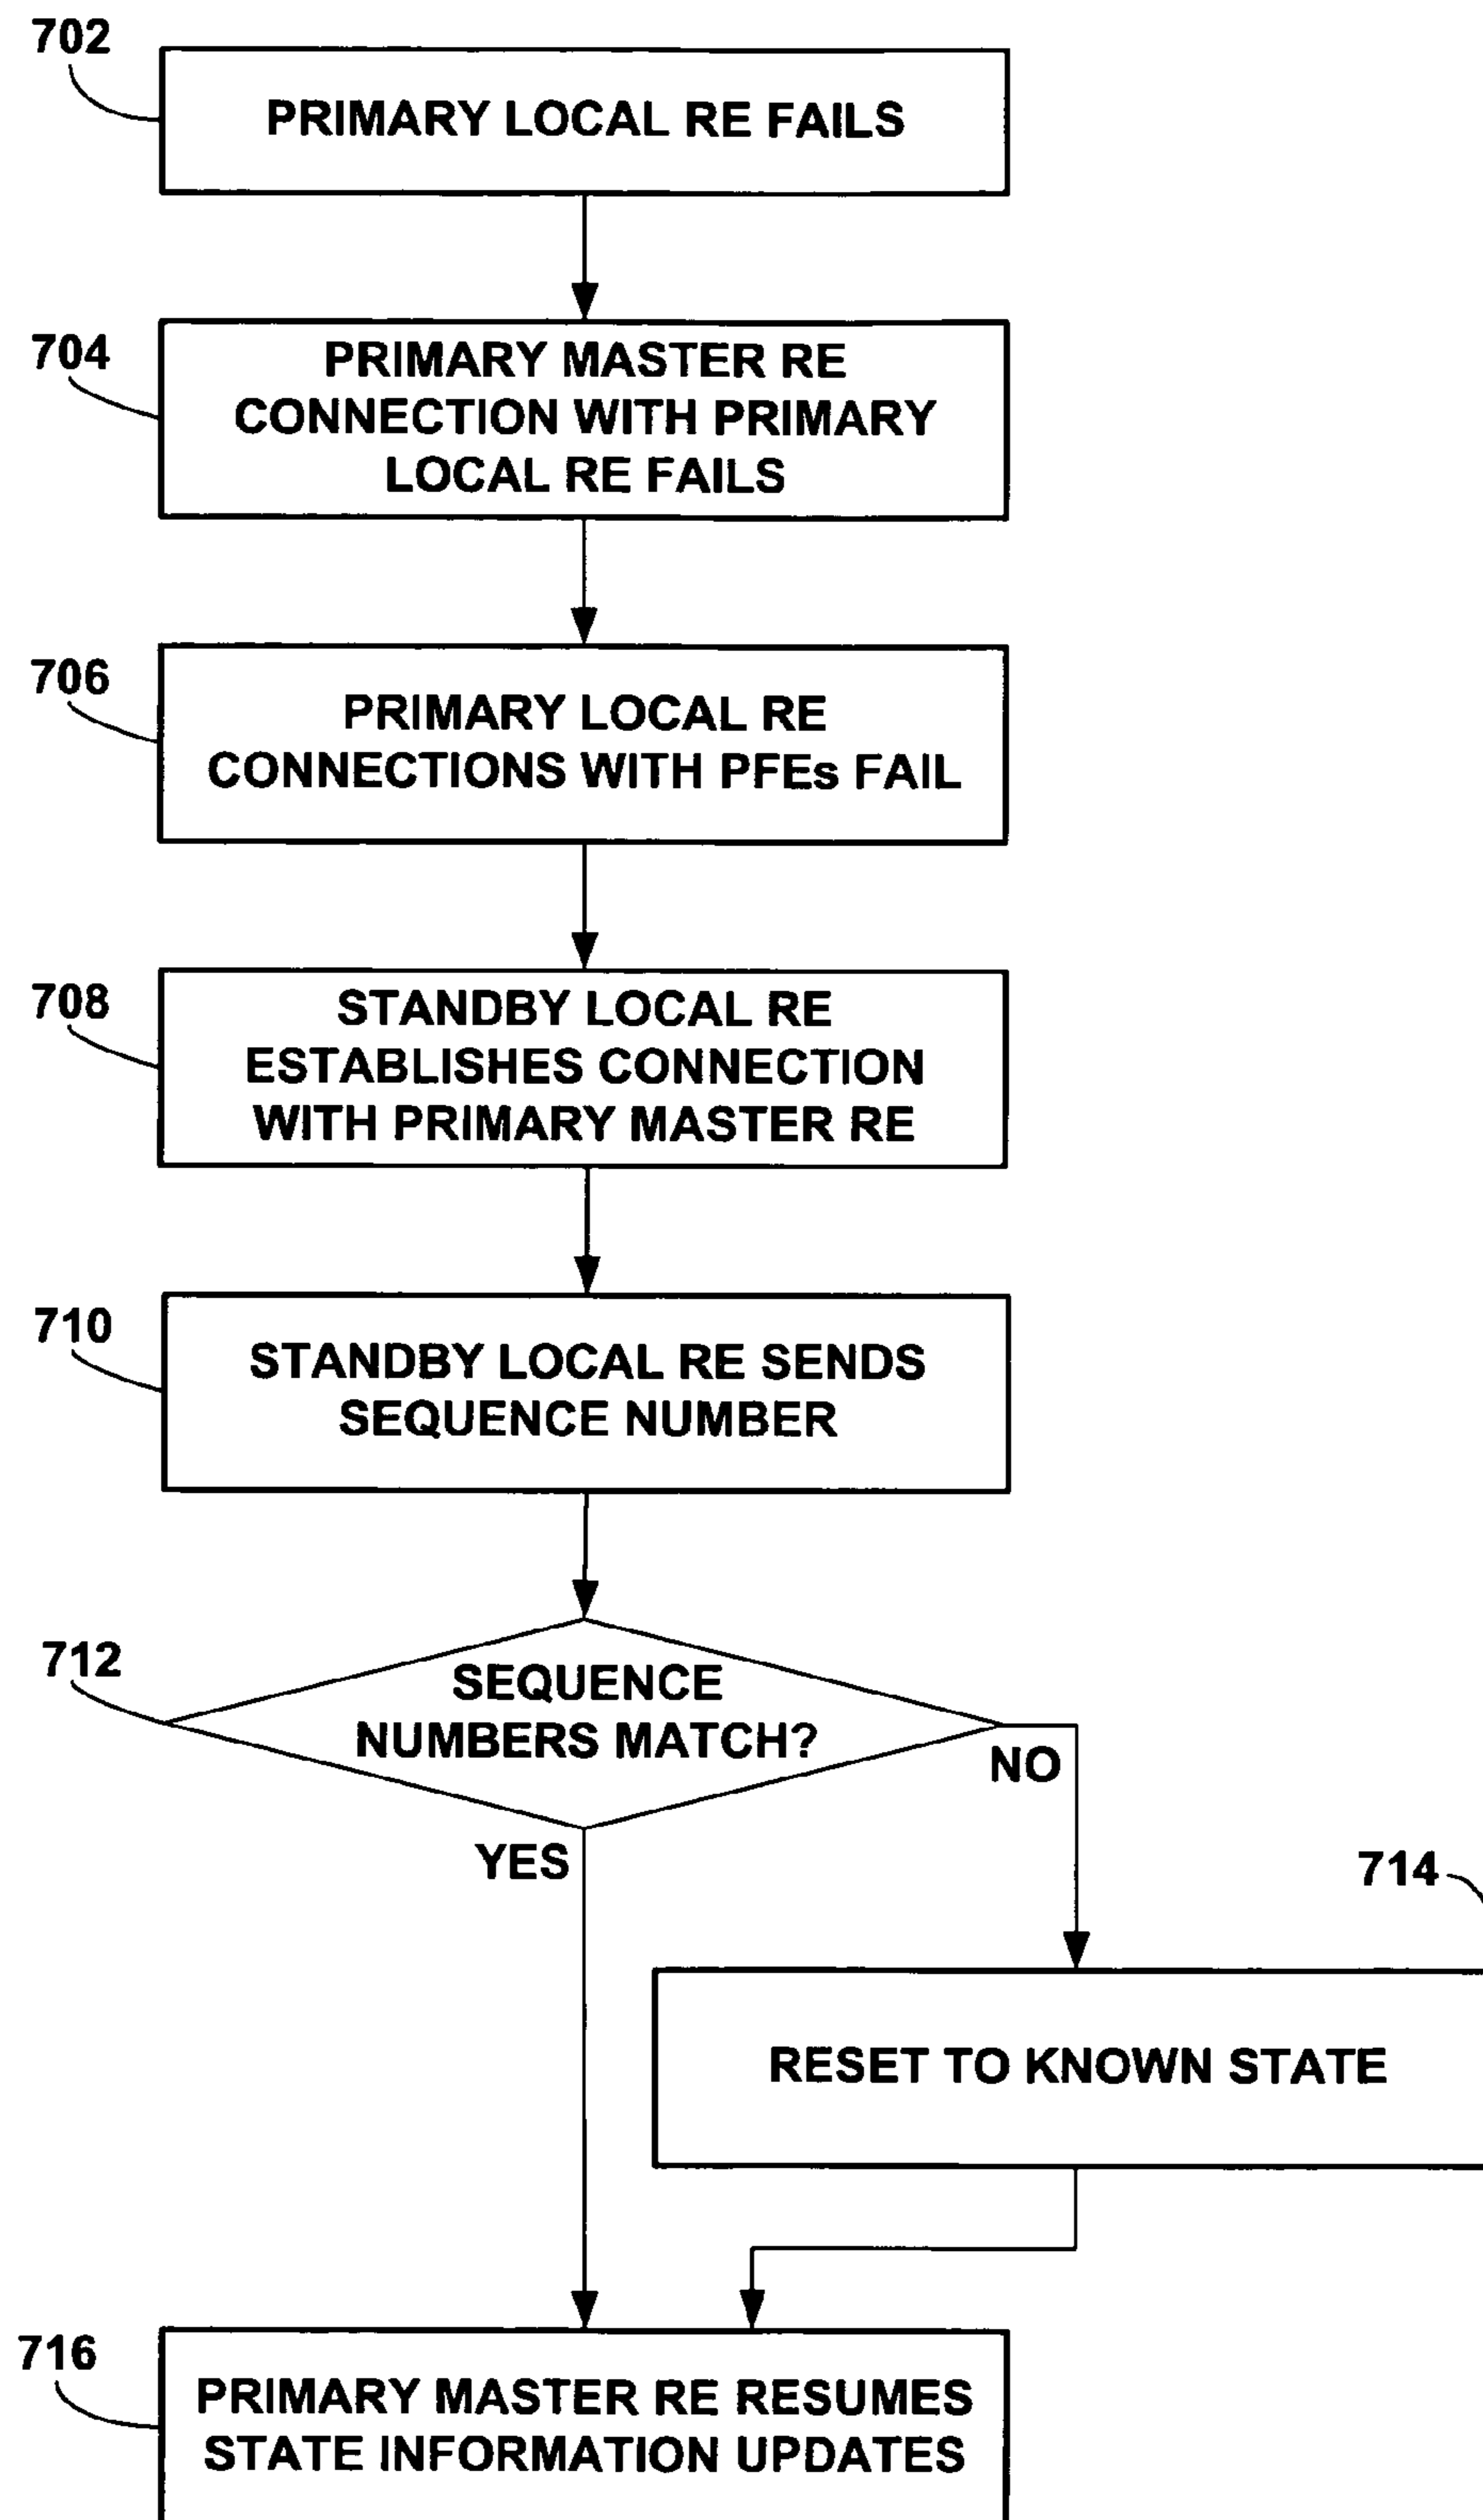 702
PRIMARY LOCAL RE FAILS
704
PRIMARY MASTER RE
CONNECTION WITH PRIMARY
LOCAL RE FAILS
706
PRIMARY LOCAL RE
CONNECTIONS WITH PFEs FAIL
708
STANDBY LOCAL RE
ESTABLISHES CONNECTION
WITH PRIMARY MASTER RE
710
STANDBY LOCAL RE SENDS
SEQUENCE NUMBER
712
SEQUENCE
NUMBERS MATCH?
NO
YES
714
RESET TO KNOWN STATE
716
PRIMARY MASTER RE RESUMES
STATE INFORMATION UPDATES